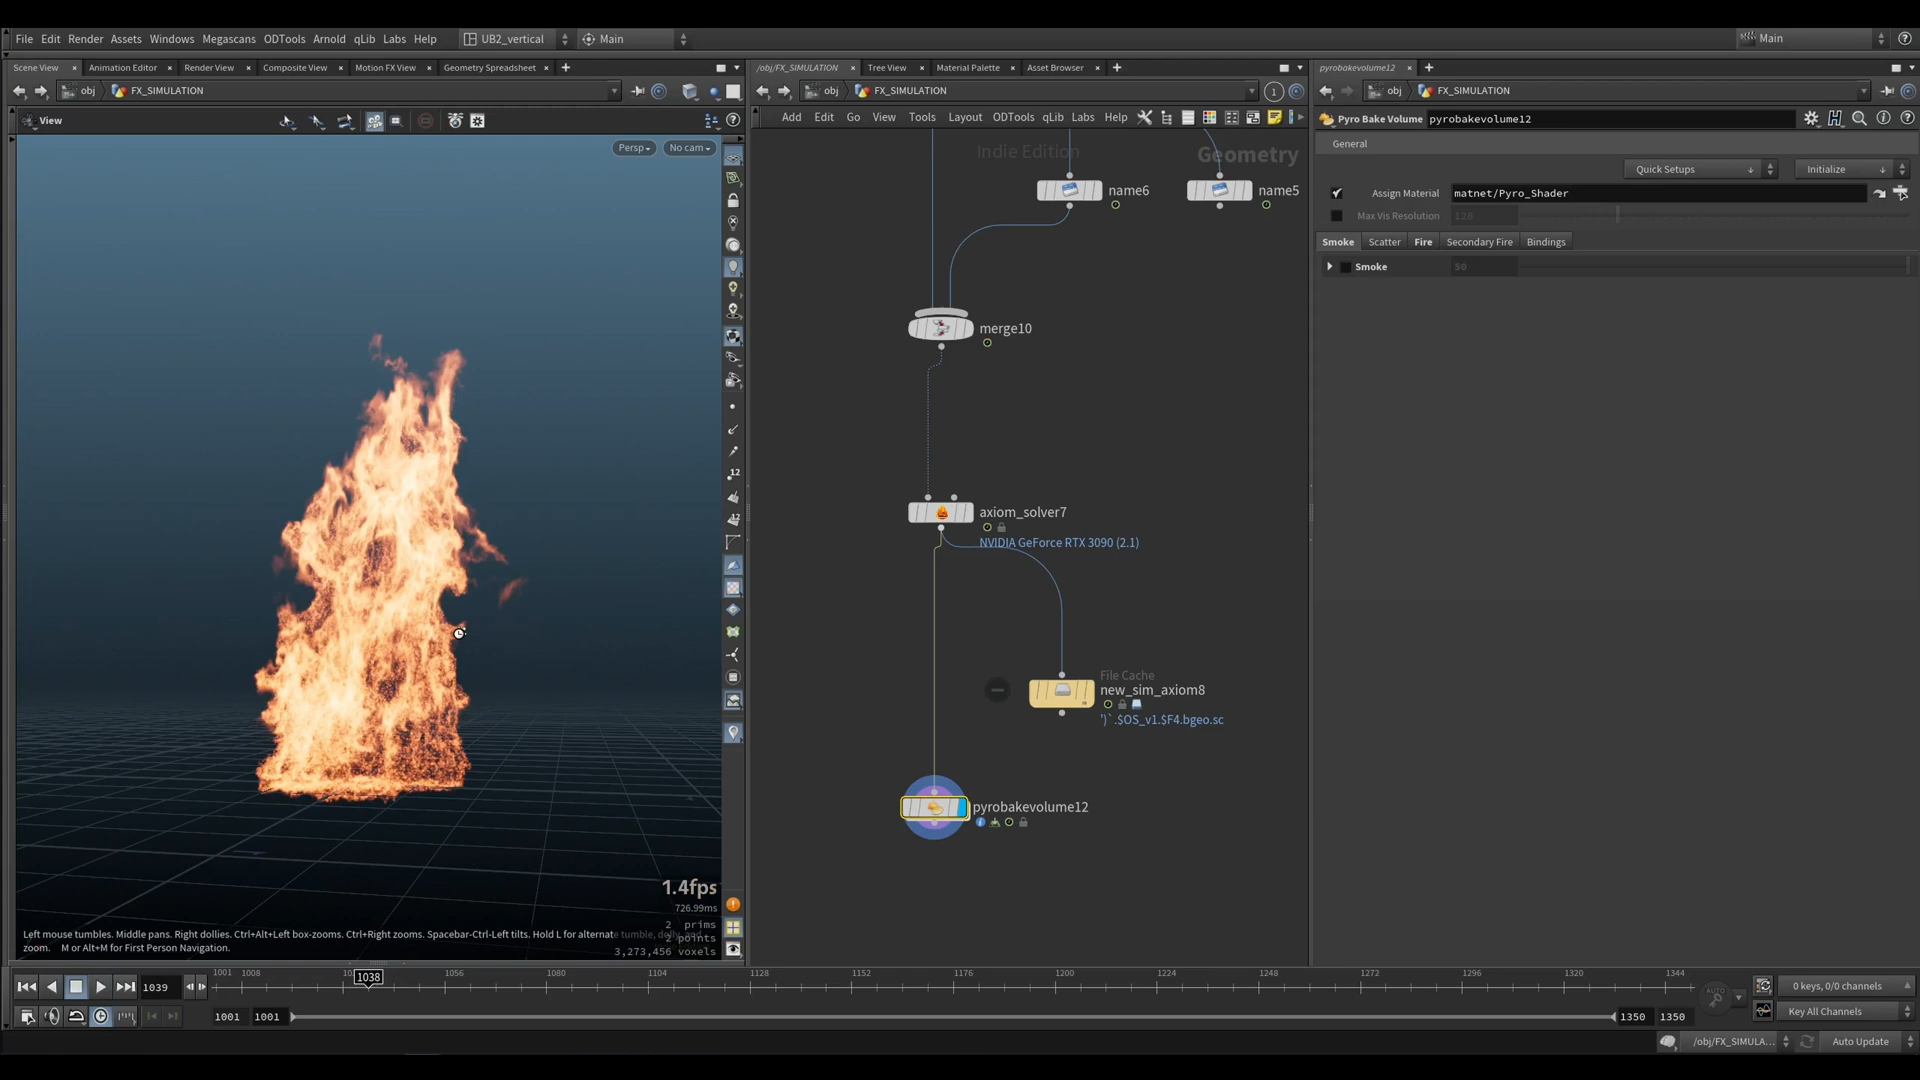 File Edit Render Assets Windows Megascans ODTools Arnold qLib Labs Help UB2_vertical Main Main
Scene View Animation Editor Render View Composite View Motion FX View Geometry Spreadsheet
/obj/FX_SIMULATION Tree View Material Palette Asset Browser
pyrobakevolume12
obj FX_SIMULATION
obj FX_SIMULATION
obj FX_SIMULATION
View
Persp No cam
Add Edit Go View Tools Layout ODTools qLib Labs Help
Pyro Bake Volume pyrobakevolume12
General
Quick Setups Initialize
Assign Material matnet/Pyro_Shader
Max Vis Resolution 128
Smoke Scatter Fire Secondary Fire Bindings
Smoke 50
Indie Edition
Geometry
name6
name5
merge10
axiom_solver7
NVIDIA GeForce RTX 3090 (2.1)
File Cache
new_sim_axiom8
')`.$OS_v1.$F4.bgeo.sc
pyrobakevolume12
12
12
1.4fps
726.99ms
2 prims
2 points
3,273,456 voxels
Left mouse tumbles. Middle pans. Right dollies. Ctrl+Alt+Left box-zooms. Ctrl+Right zooms. Spacebar-Ctrl-Left tilts. Hold L for alternate tumble, dolly, and
zoom. M or Alt+M for First Person Navigation.
1039
1001 1008 1038 1056 1080 1104 1128 1152 1176 1200 1224 1248 1272 1296 1320 1344
AUTO
0 keys, 0/0 channels
1001 1001 1350 1350
Key All Channels
/obj/FX_SIMULA... Auto Update